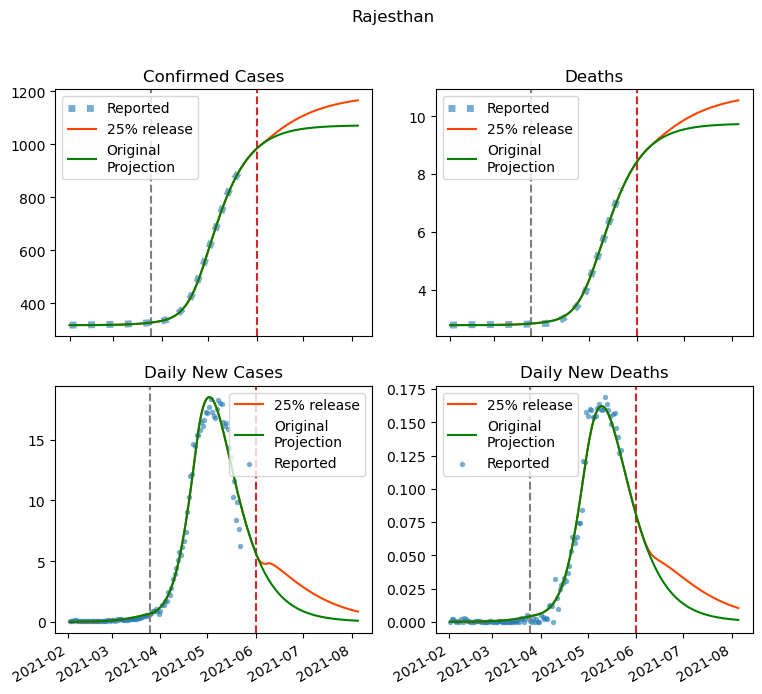 Rajesthan
Confirmed Cases
1200
1000
800
600
400
Reported
25% release
Original
Projection
Deaths
10
8
6
4
Reported
25% release
Original
Projection
Daily New Cases
15
10
5
0
25% release
Original
Projection
Reported
2021-02
2021-03
2021-04
2021-05
2021-06
2021-07
2021-08
Daily New Deaths
0.175
0.150
0.125
0.100
0.075
0.050
0.025
0.000
25% release
Original
Projection
Reported
2021-02
2021-03
2021-04
2021-05
2021-06
2021-07
2021-08